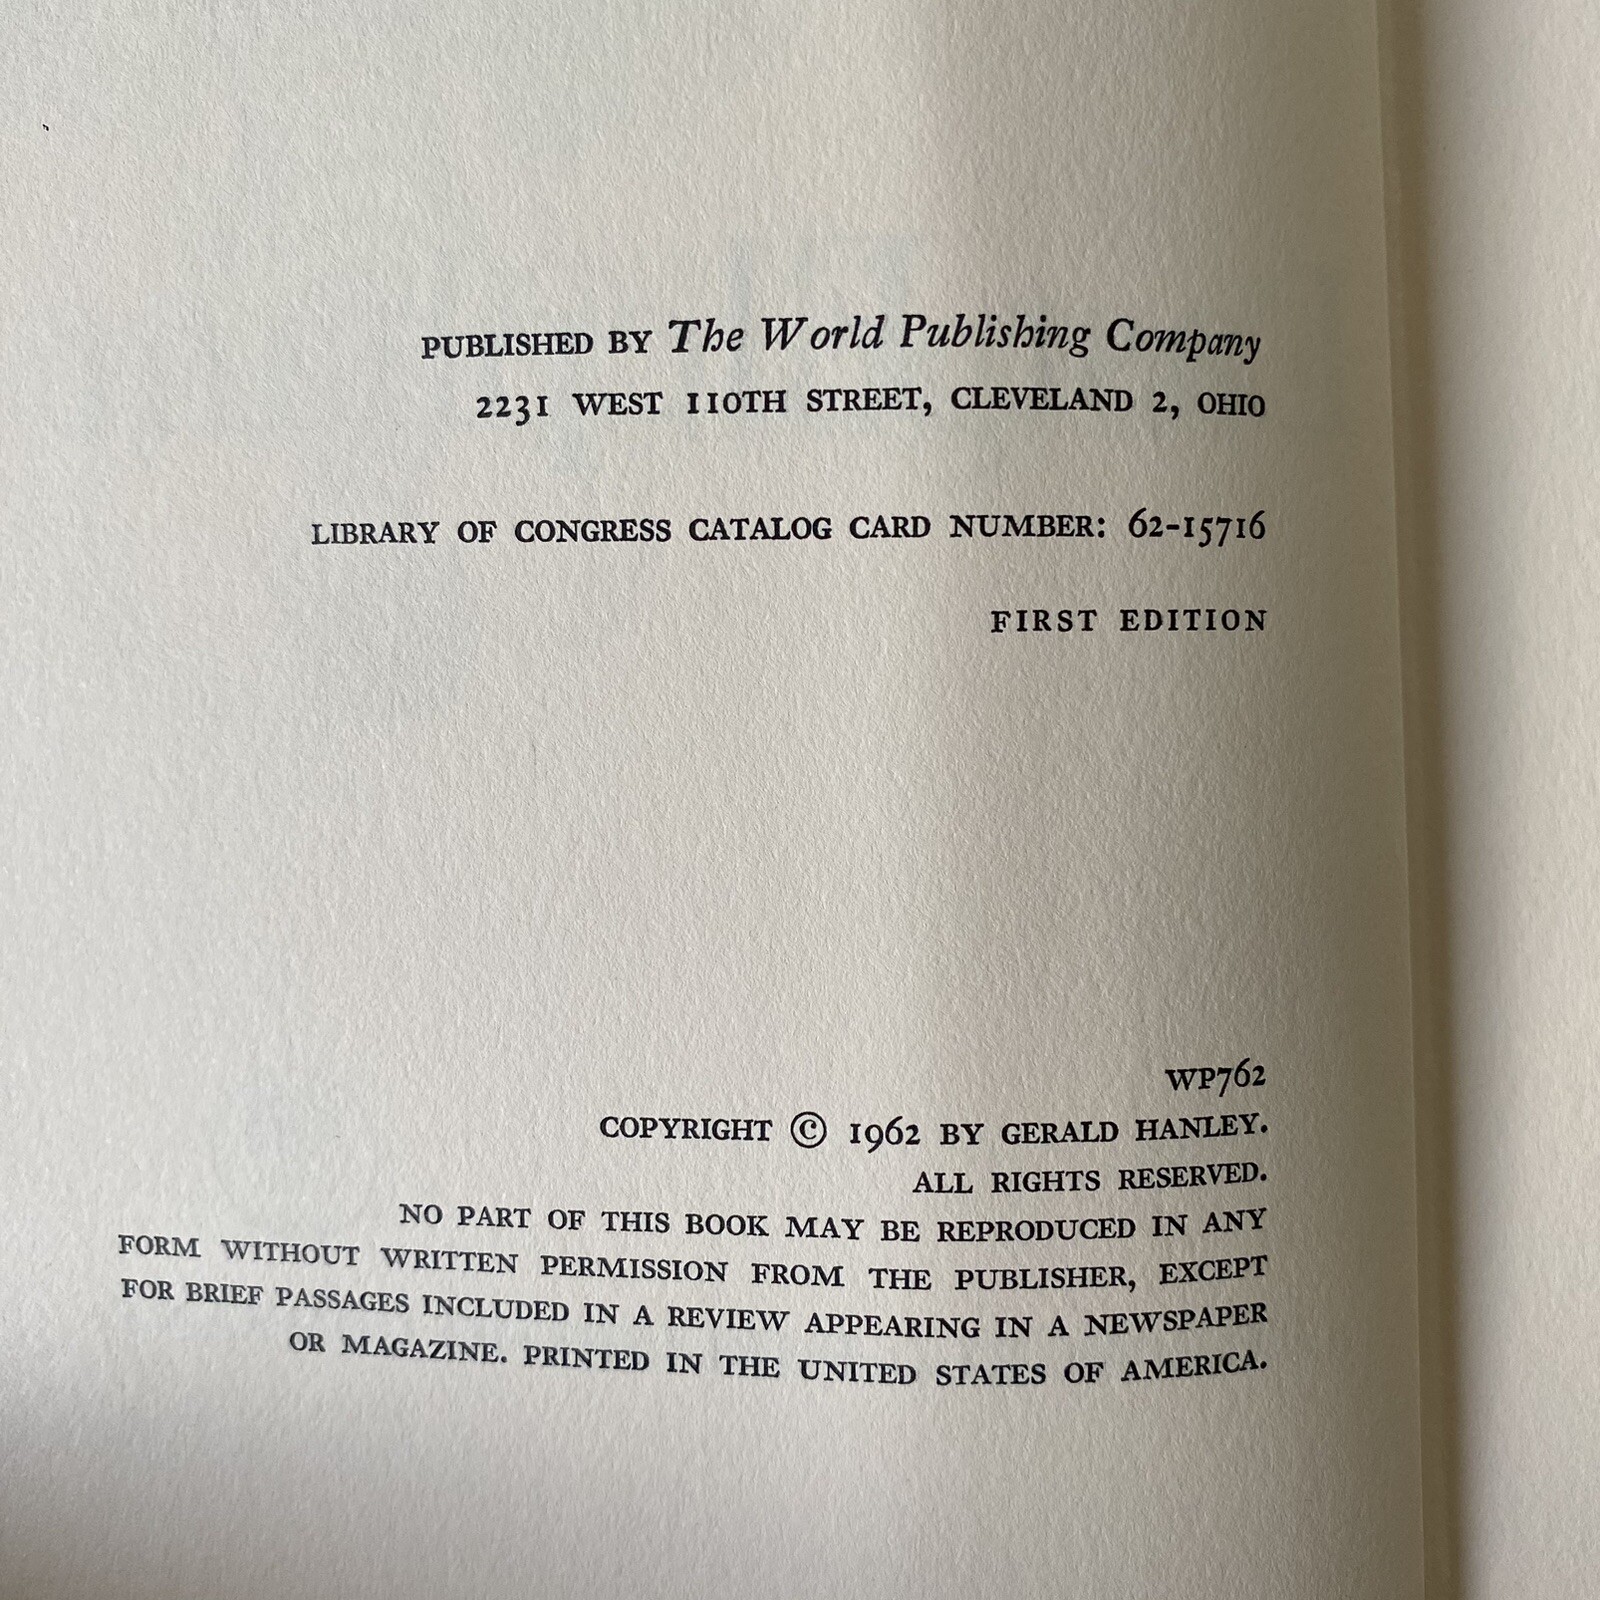 PUBLISHED BY The World Publishing Company
2231 WEST 110TH STREET, CLEVELAND 2, OHIO
LIBRARY OF CONGRESS CATALOG CARD NUMBER: 62-15716
FIRST EDITION
WP762
COPYRIGHT © 1962 BY GERALD HANLEY.
ALL RIGHTS RESERVED.
NO PART OF THIS BOOK MAY BE REPRODUCED IN ANY
FORM WITHOUT WRITTEN PERMISSION FROM THE PUBLISHER, EXCEPT
FOR BRIEF PASSAGES INCLUDED IN A REVIEW APPEARING IN A NEWSPAPER
OR MAGAZINE. PRINTED IN THE UNITED STATES OF AMERICA.